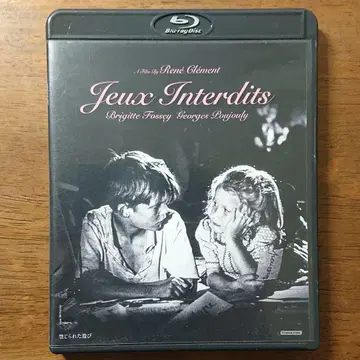 Blu-ray Disc
A Film By René Clément
Jeux Interdits
Brigitte Fossey Georges Poujouly
禁じられた遊び